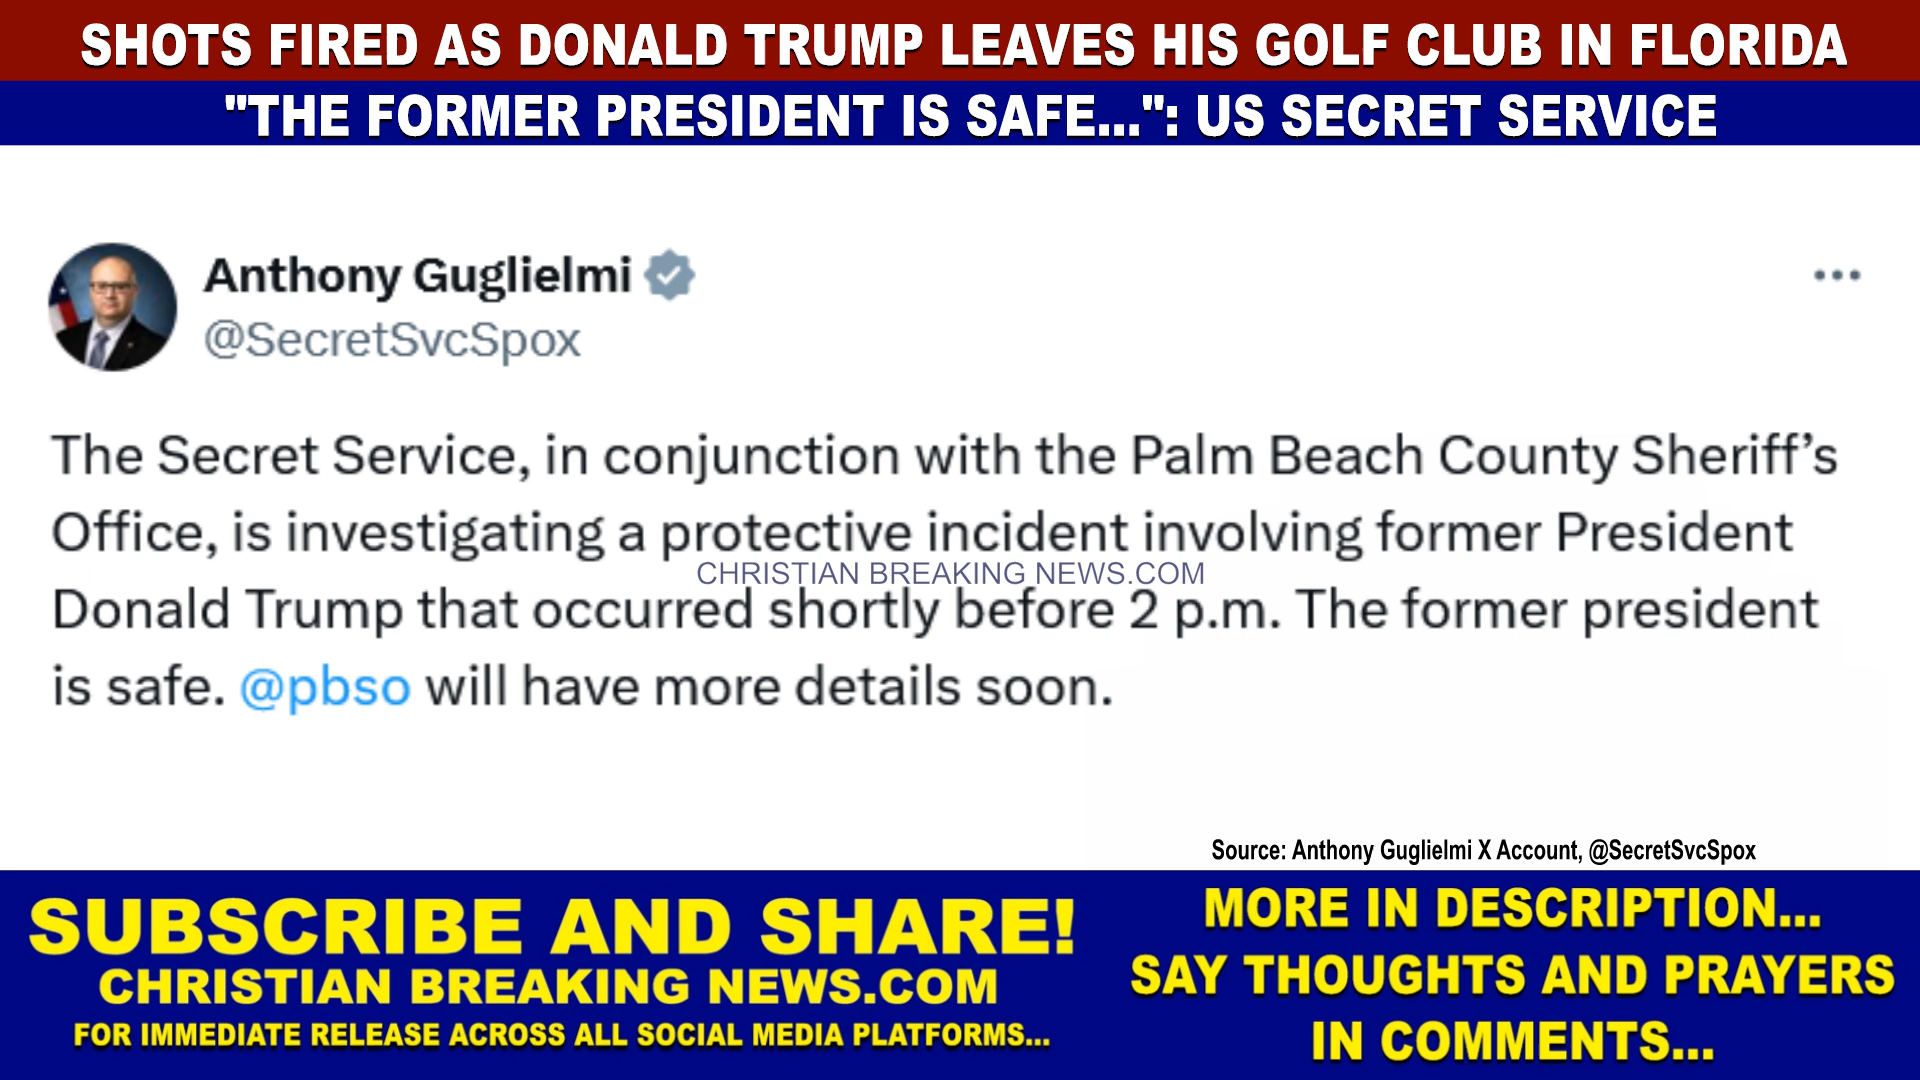 SHOTS FIRED AS DONALD TRUMP LEAVES HIS GOLF CLUB IN FLORIDA
"THE FORMER PRESIDENT IS SAFE...": US SECRET SERVICE
Anthony Guglielmi
@SecretSvcSpox
The Secret Service, in conjunction with the Palm Beach County Sheriff’s
Office, is investigating a protective incident involving former President
CHRISTIAN BREAKING NEWS.COM
Donald Trump that occurred shortly before 2 p.m. The former president
is safe. @pbso will have more details soon.
Source: Anthony Guglielmi X Account, @SecretSvcSpox
SUBSCRIBE AND SHARE!
CHRISTIAN BREAKING NEWS.COM
FOR IMMEDIATE RELEASE ACROSS ALL SOCIAL MEDIA PLATFORMS...
MORE IN DESCRIPTION...
SAY THOUGHTS AND PRAYERS
IN COMMENTS...